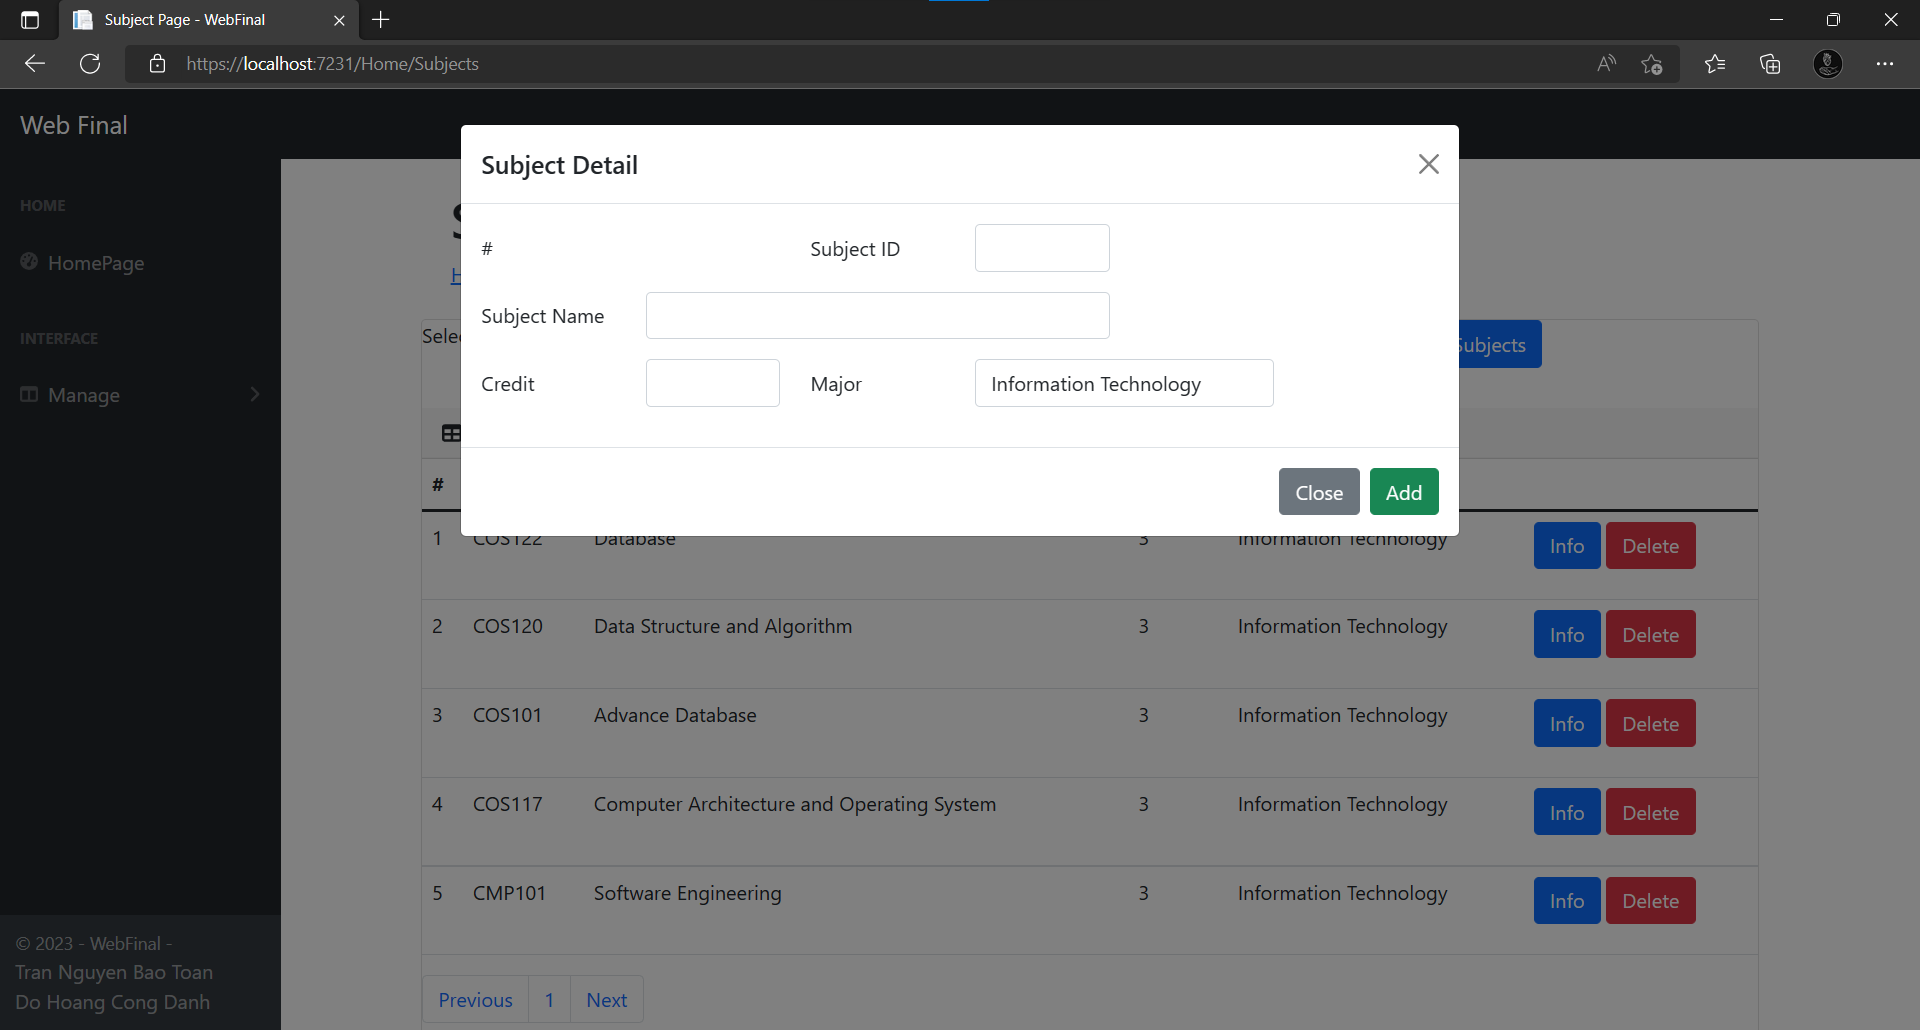 Subject Page - WebFinal
https://localhost:7231/Home/Subjects
Web Final
HOME
HomePage
INTERFACE
Manage
© 2023 - WebFinal -
Tran Nguyen Bao Toan
Do Hoang Cong Danh
Subject Detail
# Subject ID
Subject Name
Credit Major Information Technology
Close Add
Subjects
#
1 COS122 Database 3 Information Technology Info Delete
2 COS120 Data Structure and Algorithm 3 Information Technology Info Delete
3 COS101 Advance Database 3 Information Technology Info Delete
4 COS117 Computer Architecture and Operating System 3 Information Technology Info Delete
5 CMP101 Software Engineering 3 Information Technology Info Delete
Previous 1 Next